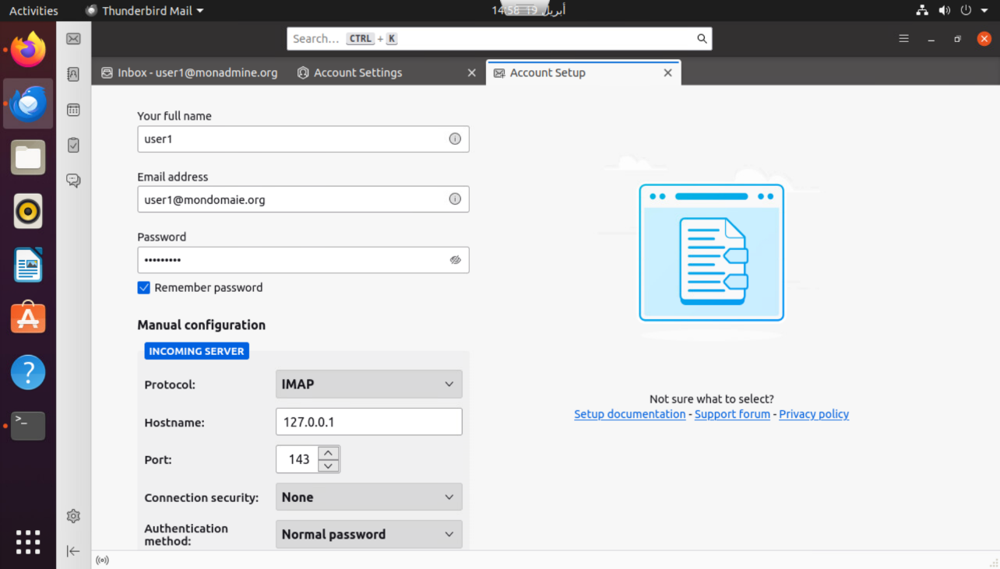 Activities Thunderbird Mail أبريل 19 14:58
Search... CTRL + K
Inbox - user1@monadmine.org Account Settings Account Setup
Your full name
user1
Email address
user1@mondomaie.org
Password
•••••••••
Remember password
Manual configuration
INCOMING SERVER
Protocol: IMAP
Hostname: 127.0.0.1
Port: 143
Connection security: None
Authentication
method: Normal password
Not sure what to select?
Setup documentation - Support forum - Privacy policy